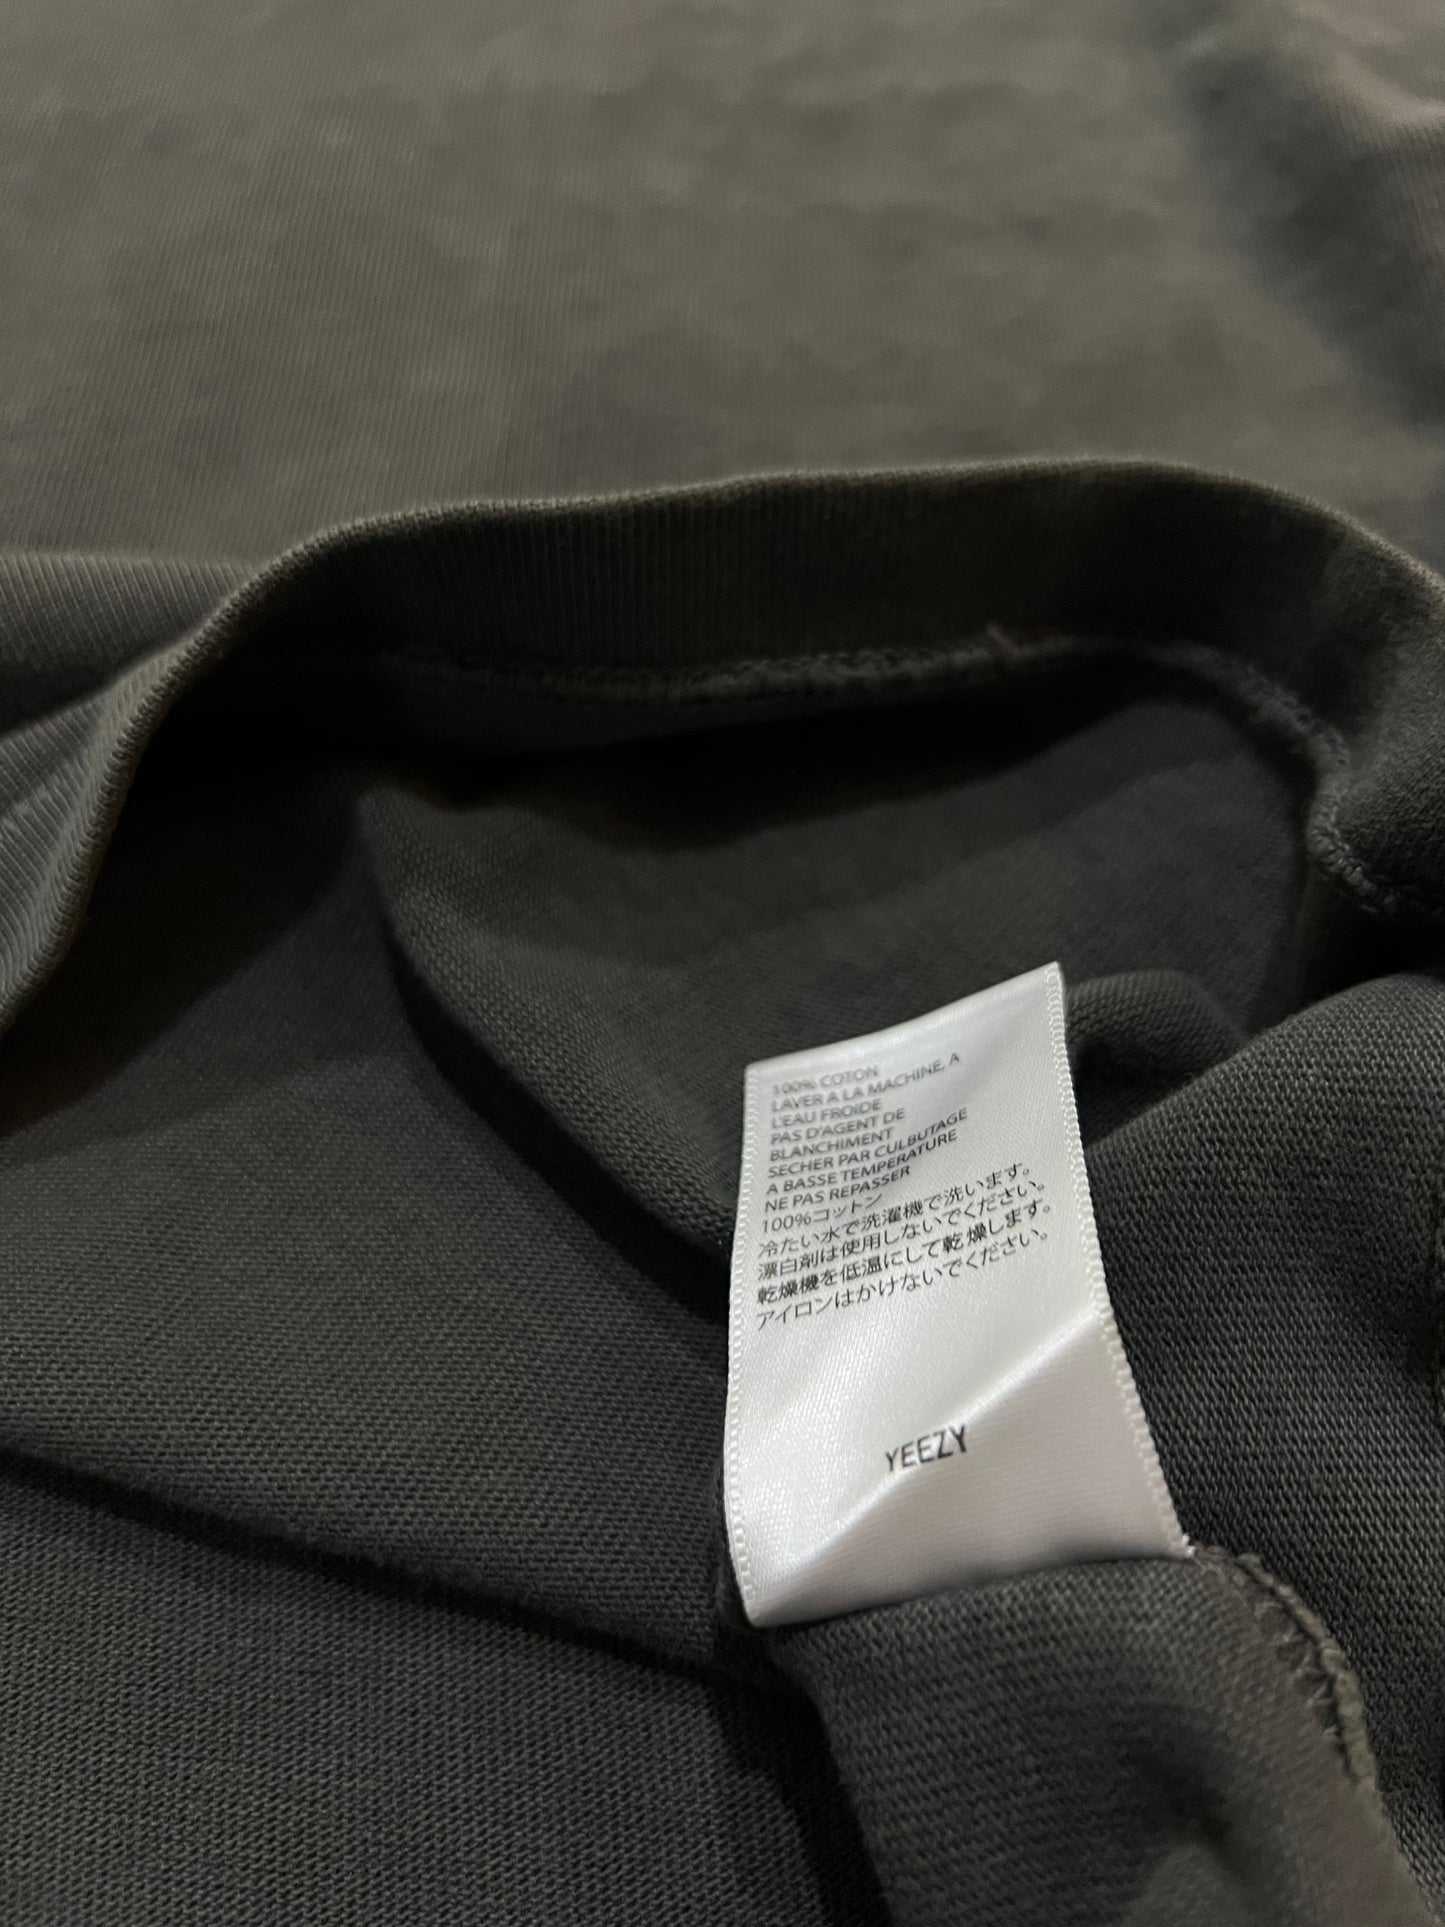 100% COTON
LAVER A LA MACHINE, A
L'EAU FROIDE
PAS D'AGENT DE
BLANCHIMENT
SECHER PAR CULBUTAGE
A BASSE TEMPERATURE
NE PAS REPASSER
100%コットン
冷たい水で洗濯機で洗います。
漂白剤は使用しないでください。
乾燥機を低温にして乾燥します。
アイロンはかけないでください。
YEEZY